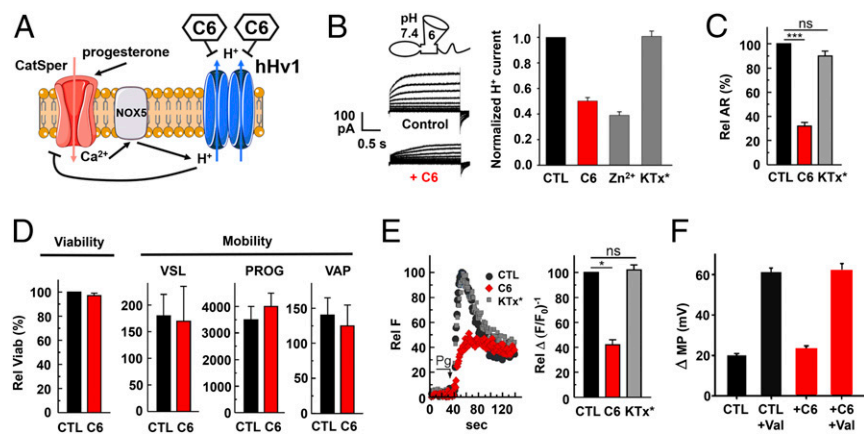 A
C6 C6
H⁺
hHv1
progesterone
CatSper
NOX5
Ca²⁺
H⁺
B
pH
7.4 6
100
pA
0.5 s
Control
+ C6
Normalized H⁺ current
1.0
0.8
0.6
0.4
0.2
0.0
CTL C6 Zn²⁺ KTx*
C
ns
***
Rel AR (%)
100
80
60
40
20
0
CTL C6 KTx*
D
Viability
Mobility
Rel Viab (%)
100
80
60
40
20
0
CTL C6
VSL
200
150
100
50
0
CTL C6
PROG
5000
4000
3000
2000
1000
0
CTL C6
VAP
150
100
50
0
CTL C6
E
Rel F
100
80
60
40
20
0
CTL
C6
KTx*
Pg
0 40 80 120
sec
ns
*
Rel Δ (F/F₀)⁻¹
100
80
60
40
20
0
CTL C6 KTx*
F
Δ MP (mV)
80
60
40
20
0
CTL CTL +C6 +C6
+Val +Val